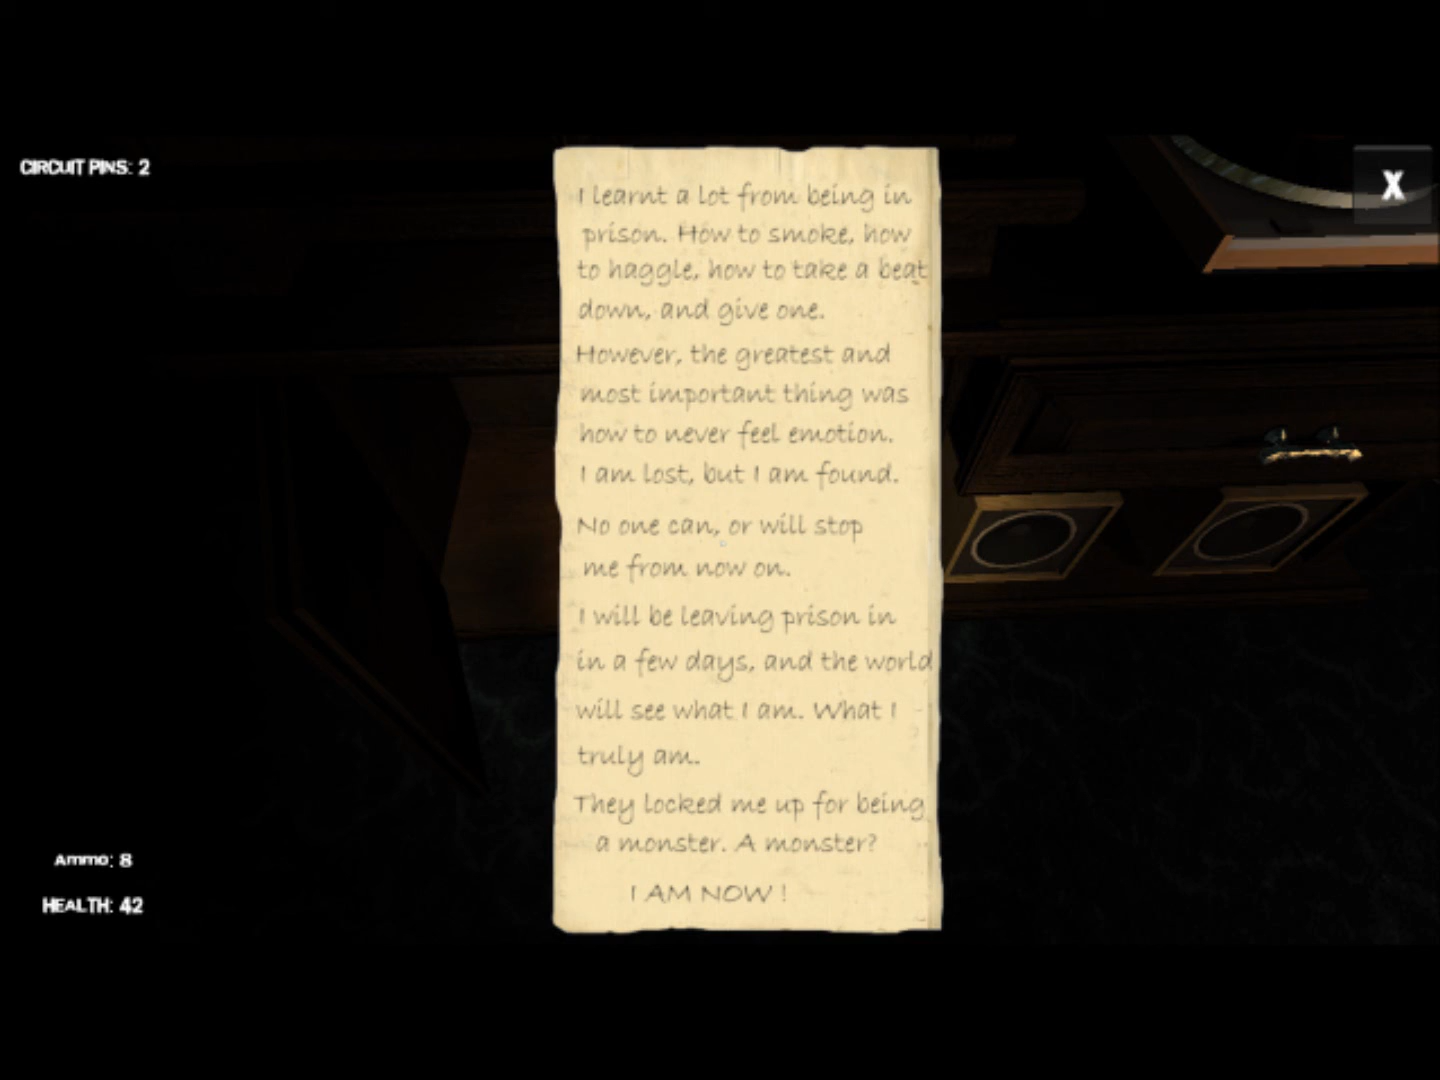 CIRCUIT PINS: 2
X
I learnt a lot from being in
prison. How to smoke, how
to haggle, how to take a beat
down, and give one.
However, the greatest and
most important thing was
how to never feel emotion.
I am lost, but I am found.
No one can, or will stop
me from now on.
I will be leaving prison in
in a few days, and the world
will see what I am. What I
truly am.
They locked me up for being
a monster. A monster?
I AM NOW !
Ammo: 8
HEALTH: 42